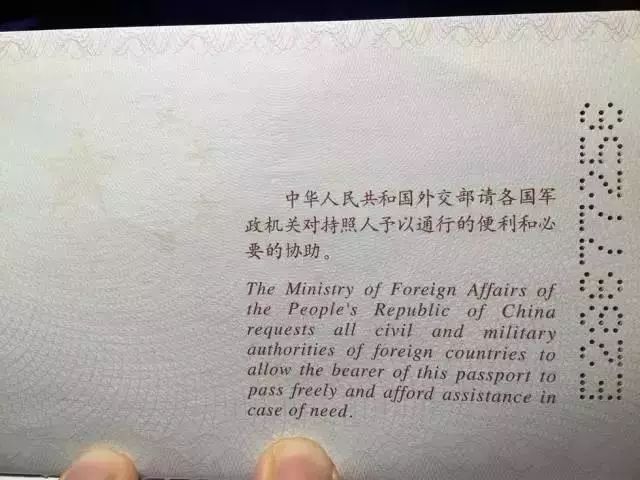 中华人民共和国外交部请各国军
政机关对持照人予以通行的便利和必
要的协助。
The Ministry of Foreign Affairs of
the People's Republic of China
requests all civil and military
authorities of foreign countries to
allow the bearer of this passport to
pass freely and afford assistance in
case of need.